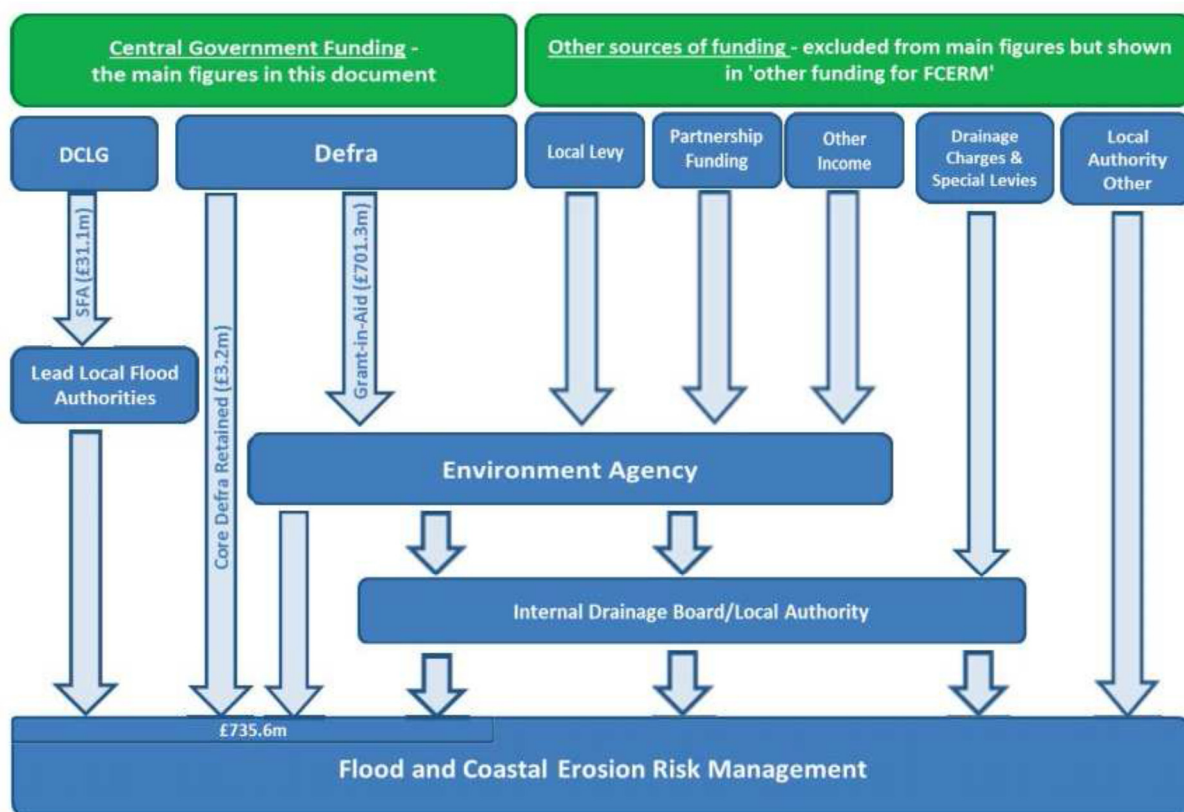 Central Government Funding -
the main figures in this document
Other sources of funding - excluded from main figures but shown
in 'other funding for FCERM'
DCLG
Defra
Local Levy
Partnership
Funding
Other
Income
Drainage
Charges &
Special Levies
Local
Authority
Other
SFA (£31.1m)
Core Defra Retained (£3.2m)
Grant-in-Aid (£701.3m)
Lead Local Flood
Authorities
Environment Agency
Internal Drainage Board/Local Authority
£735.6m
Flood and Coastal Erosion Risk Management